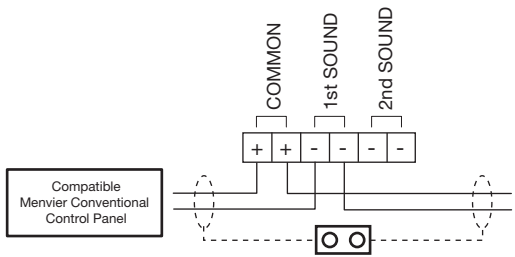 COMMON
1st SOUND
2nd SOUND
+ + - - - -
Compatible
Menvier Conventional
Control Panel